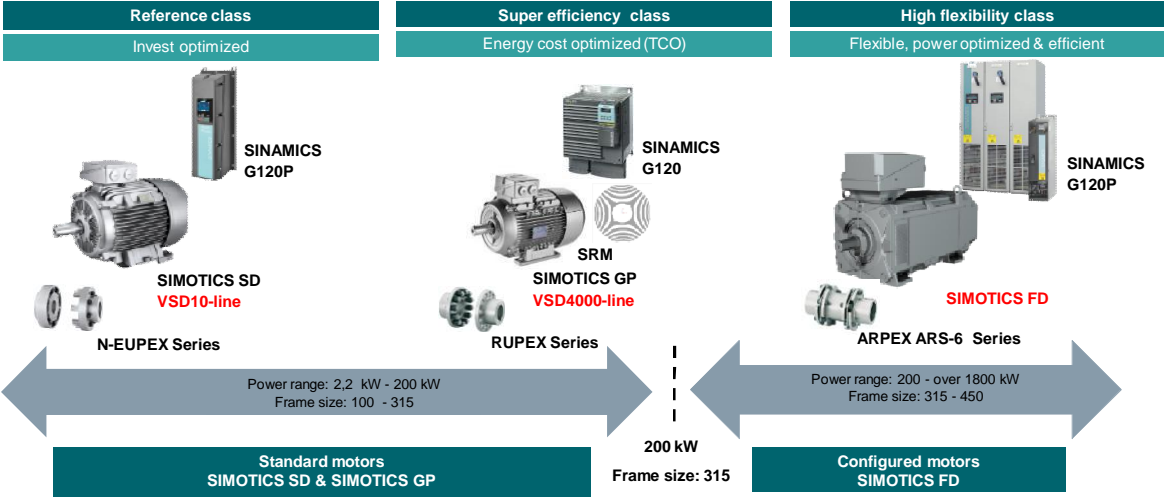 Reference class
Invest optimized
SINAMICS
G120P
SIMOTICS SD
VSD10-line
N-EUPEX Series
Super efficiency class
Energy cost optimized (TCO)
SINAMICS
G120
SRM
SIMOTICS GP
VSD4000-line
RUPEX Series
High flexibility class
Flexible, power optimized & efficient
SINAMICS
G120P
SIMOTICS FD
ARPEX ARS-6 Series
Power range: 2,2 kW - 200 kW
Frame size: 100 - 315
Power range: 200 - over 1800 kW
Frame size: 315 - 450
200 kW
Frame size: 315
Standard motors
SIMOTICS SD & SIMOTICS GP
Configured motors
SIMOTICS FD